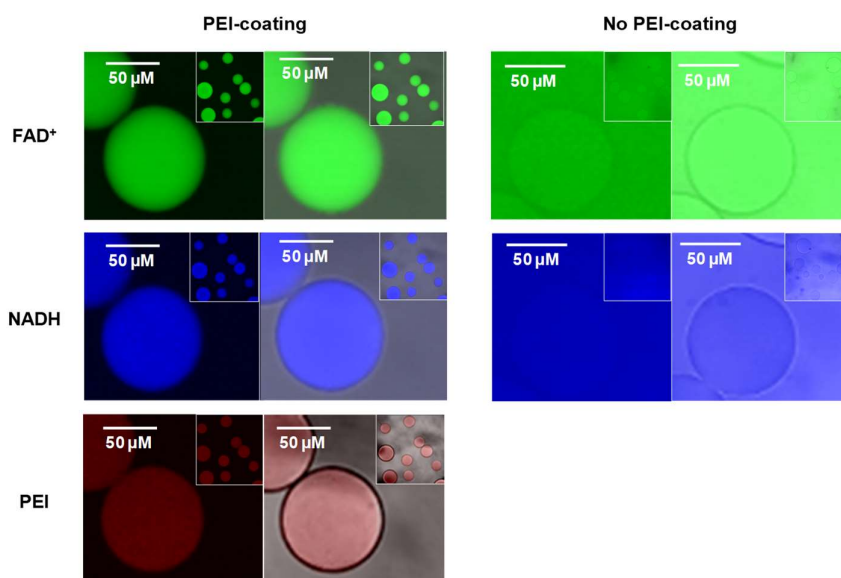 PEI-coating No PEI-coating
FAD⁺ 50 µM 50 µM 50 µM 50 µM
NADH 50 µM 50 µM 50 µM 50 µM
PEI 50 µM 50 µM